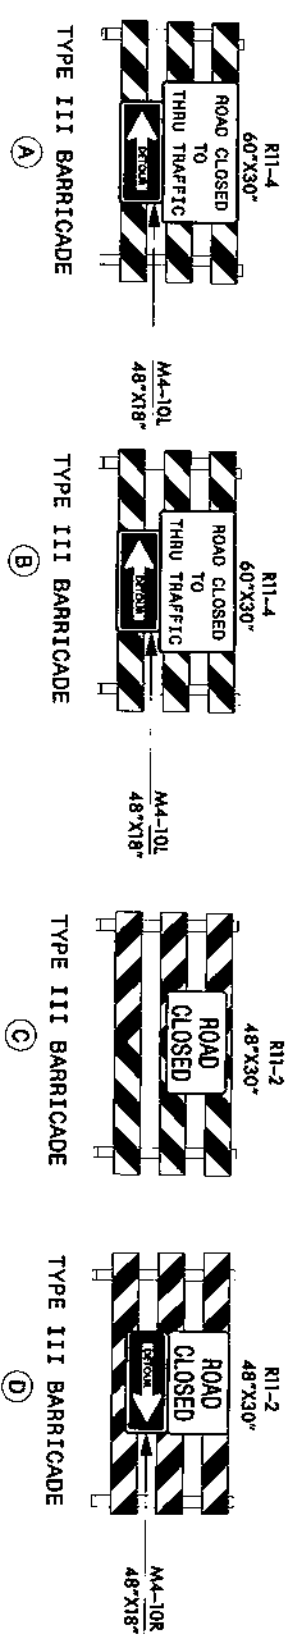 R11-4
60"X30"
ROAD CLOSED
TO
THRU TRAFFIC
DETOUR
M4-10L
48"X18"
TYPE III BARRICADE
A
R11-4
60"X30"
ROAD CLOSED
TO
THRU TRAFFIC
DETOUR
M4-10L
48"X18"
TYPE III BARRICADE
B
R11-2
48"X30"
ROAD
CLOSED
TYPE III BARRICADE
C
R11-2
48"X30"
ROAD
CLOSED
DETOUR
M4-10R
48"X18"
TYPE III BARRICADE
D